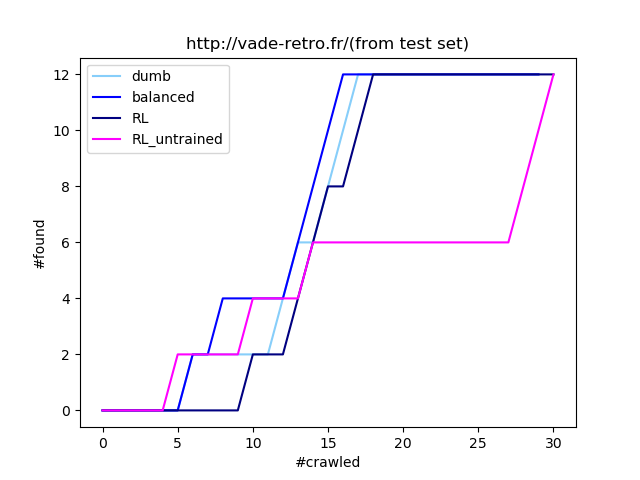 http://vade-retro.fr/(from test set)
dumb
balanced
RL
RL_untrained
12
10
8
6
4
2
0
#found
0 5 10 15 20 25 30
#crawled